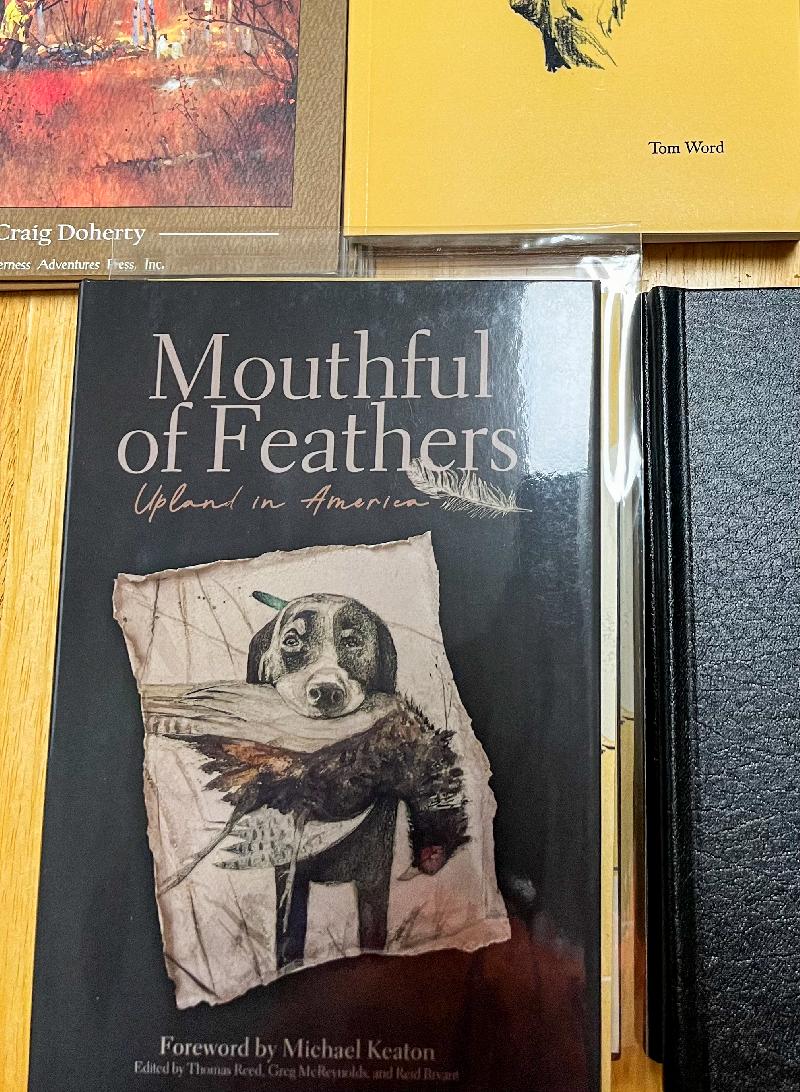 Craig Doherty
erness Adventures Press, Inc.
Tom Word
Mouthful
of Feathers
Upland in America
Foreword by Michael Keaton
Edited by Thomas Reed, Greg McReynolds, and Reid Bryant